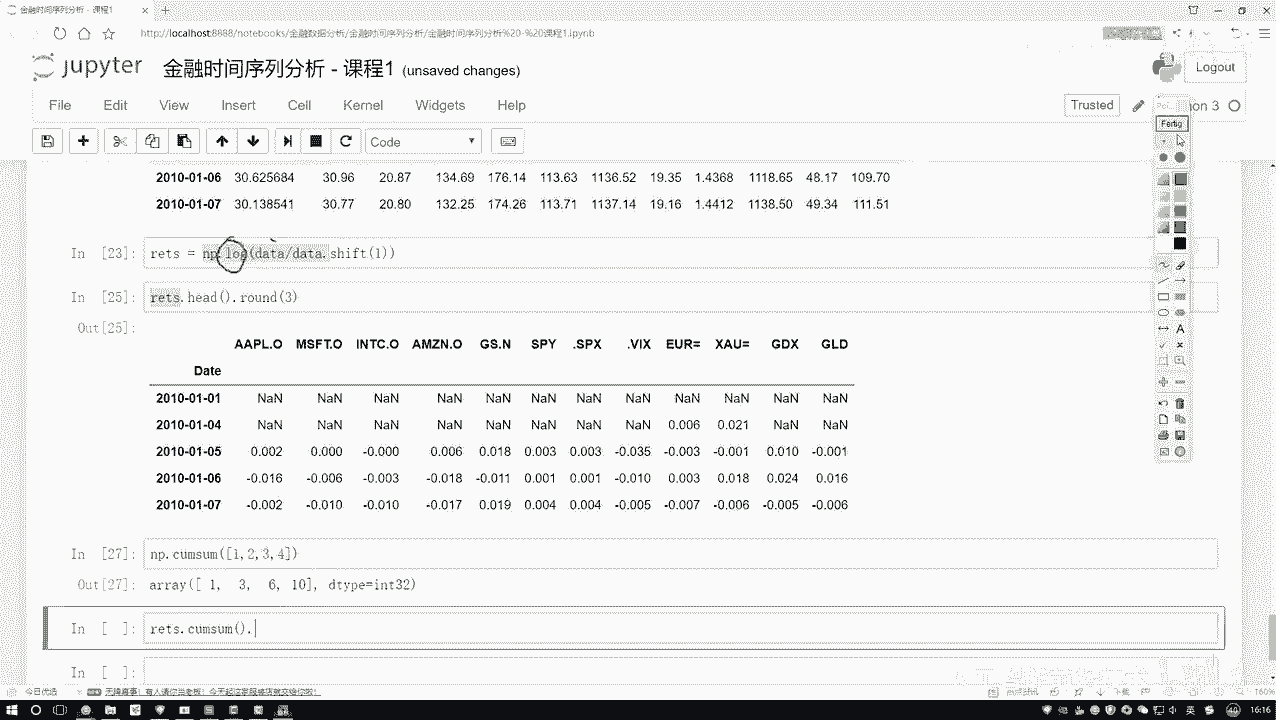 金融时间序列分析 - 课程1
http://localhost:8888/notebooks/金融数据分析/金融时间序列分析/金融时间序列分析%20-%20课程1.ipynb
jupyter 金融时间序列分析 - 课程1 (unsaved changes)
Logout
File Edit View Insert Cell Kernel Widgets Help
Trusted
on 3
Fertig
Code
2010-01-06 30.625684 30.96 20.87 134.69 176.14 113.63 1136.52 19.35 1.4368 1118.65 48.17 109.70
2010-01-07 30.138541 30.77 20.80 132.25 174.26 113.71 1137.14 19.16 1.4412 1138.50 49.34 111.51
In [23]: rets = np.log(data/data.shift(1))
In [25]: rets.head().round(3)
Out[25]:
AAPL.O MSFT.O INTC.O AMZN.O GS.N SPY .SPX .VIX EUR= XAU= GDX GLD
Date
2010-01-01 NaN NaN NaN NaN NaN NaN NaN NaN NaN NaN NaN NaN
2010-01-04 NaN NaN NaN NaN NaN NaN NaN NaN 0.006 0.021 NaN NaN
2010-01-05 0.002 0.000 -0.000 0.006 0.018 0.003 0.003 -0.035 -0.003 -0.001 0.010 -0.001
2010-01-06 -0.016 -0.006 -0.003 -0.018 -0.011 0.001 0.001 -0.010 0.003 0.018 0.024 0.016
2010-01-07 -0.002 -0.010 -0.010 -0.017 0.019 0.004 0.004 -0.005 -0.007 -0.006 -0.005 -0.006
In [27]: np.cumsum([1,2,3,4])
Out[27]: array([ 1, 3, 6, 10], dtype=int32)
In [ ]: rets.cumsum().
In [ ]:
今日优选
160%
英
16:16